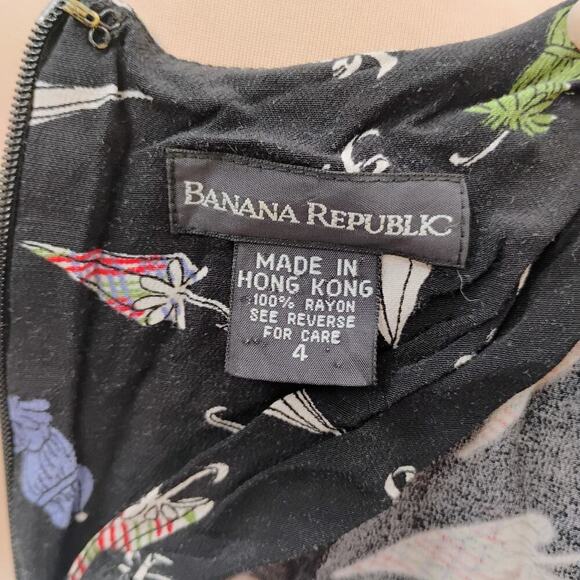 BANANA REPUBLIC
MADE IN
HONG KONG
100% RAYON
SEE REVERSE
FOR CARE
4